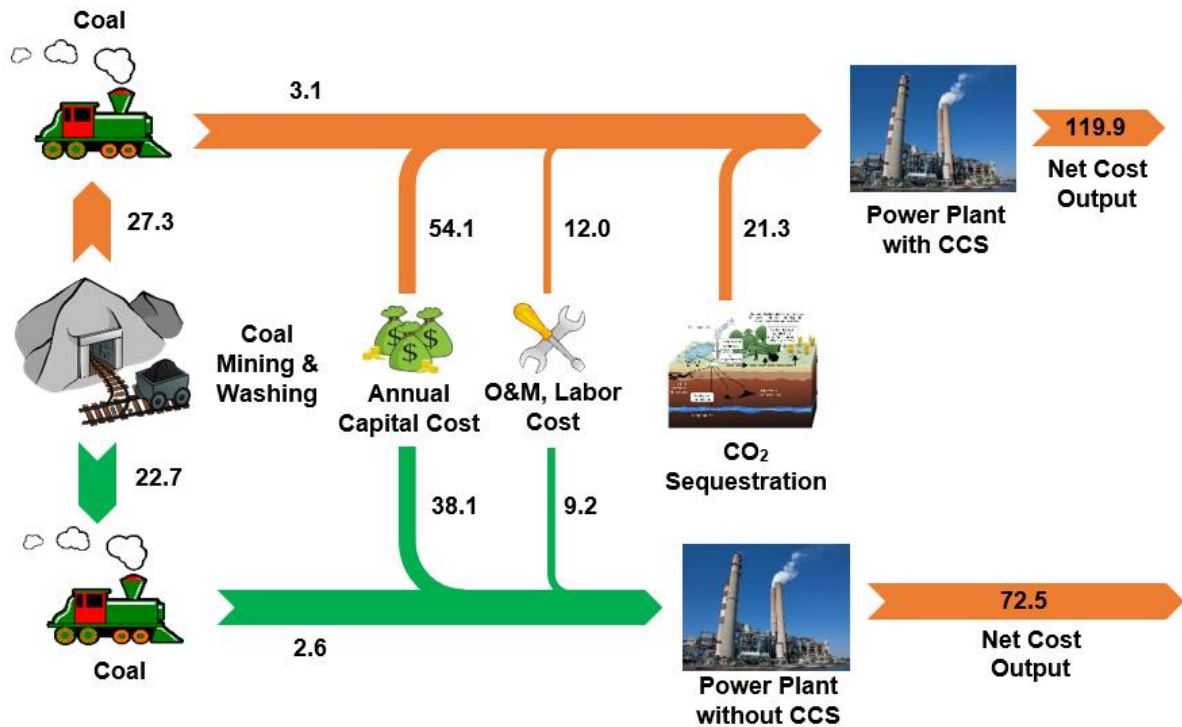 Coal
3.1
119.9
Net Cost
Output
Power Plant
with CCS
27.3
54.1
12.0
21.3
Coal
Mining &
Washing
Annual
Capital Cost
O&M, Labor
Cost
CO₂
Sequestration
22.7
38.1
9.2
72.5
Net Cost
Output
2.6
Coal
Power Plant
without CCS